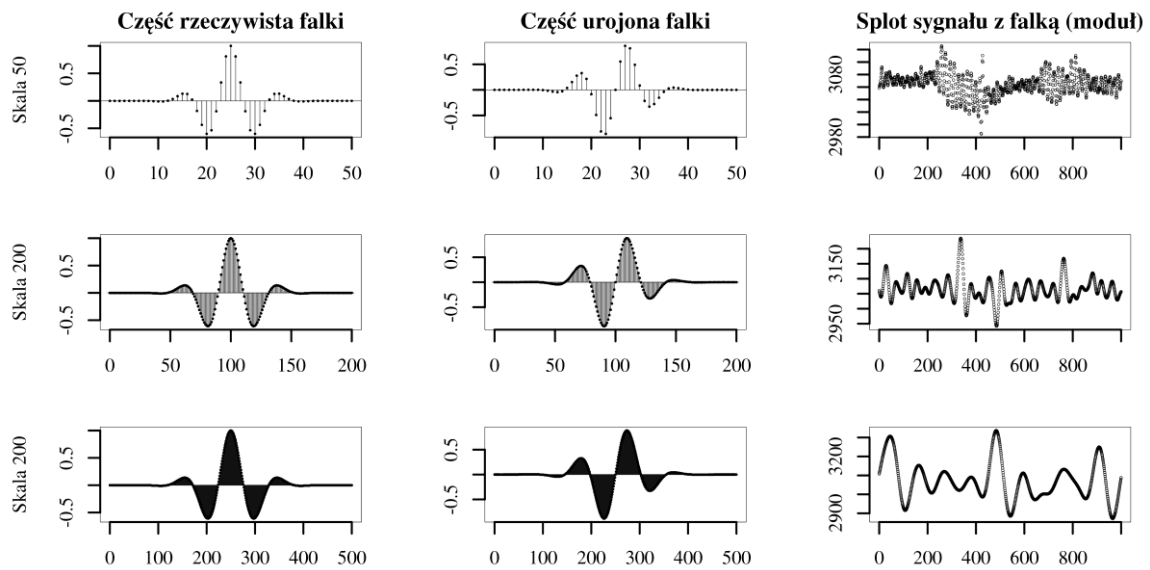 Część rzeczywista falki
Część urojona falki
Splot sygnału z falką (moduł)
Skala 50
-0.5 0.5
0 10 20 30 40 50
-0.5 0.5
0 10 20 30 40 50
2980 3080
0 200 400 600 800
Skala 200
-0.5 0.5
0 50 100 150 200
-0.5 0.5
0 50 100 150 200
2950 3150
0 200 400 600 800
Skala 200
-0.5 0.5
0 100 200 300 400 500
-0.5 0.5
0 100 200 300 400 500
2900 3200
0 200 400 600 800